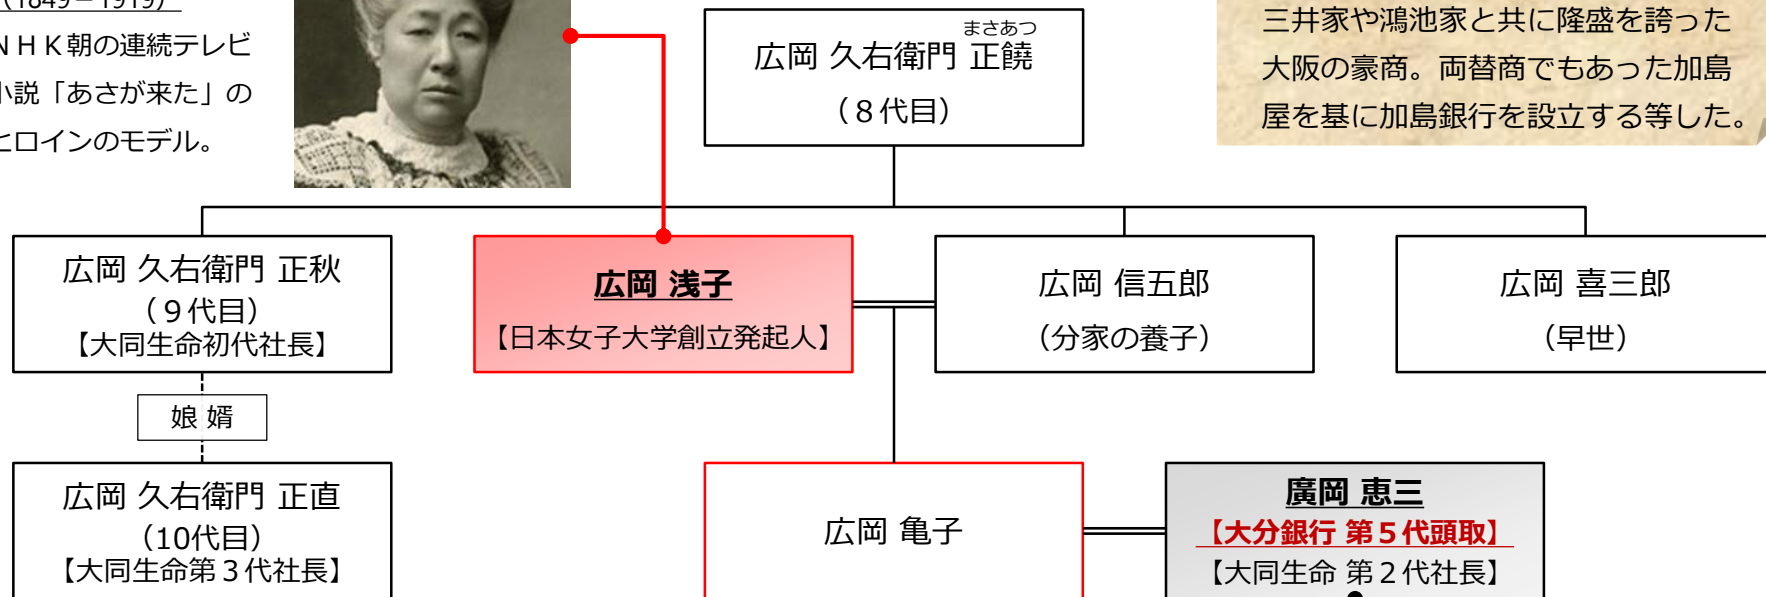 （1849－1919）
ＮＨＫ朝の連続テレビ
小説「あさが来た」の
ヒロインのモデル。
まさあつ
広岡 久右衛門 正饒
（８代目）
三井家や鴻池家と共に隆盛を誇った
大阪の豪商。両替商でもあった加島
屋を基に加島銀行を設立する等した。
広岡 久右衛門 正秋
（９代目）
【大同生命初代社長】
広岡 浅子
【日本女子大学創立発起人】
広岡 信五郎
（分家の養子）
広岡 喜三郎
（早世）
娘 婿
広岡 久右衛門 正直
（10代目）
【大同生命第３代社長】
広岡 亀子
廣岡 恵三
【大分銀行 第５代頭取】
【大同生命 第２代社長】